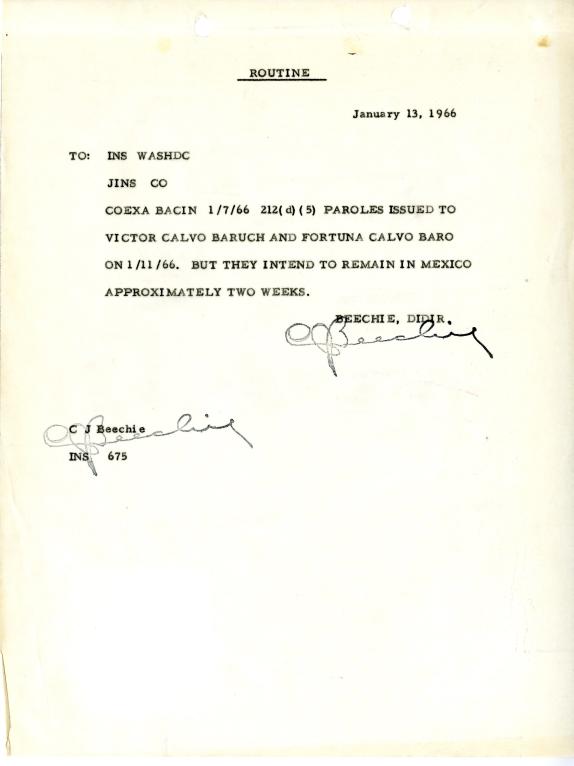 ROUTINE
January 13, 1966
TO: INS WASHDC
JINS CO
COEXA BACIN 1/7/66 212(d)(5) PAROLES ISSUED TO
VICTOR CALVO BARUCH AND FORTUNA CALVO BARO
ON 1/11/66. BUT THEY INTEND TO REMAIN IN MEXICO
APPROXIMATELY TWO WEEKS.
BEECHIE, DIDIR
CJBeechie
C J Beechie
CJBeechie
INS 675